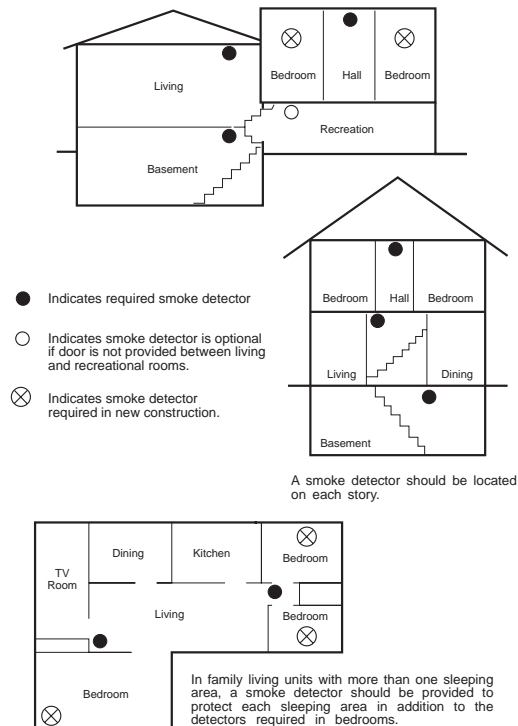 Bedroom
Hall
Bedroom
Living
Recreation
Basement
Indicates required smoke detector
Indicates smoke detector is optional
if door is not provided between living
and recreational rooms.
Indicates smoke detector
required in new construction.
Bedroom
Hall
Bedroom
Living
Dining
Basement
A smoke detector should be located
on each story.
TV
Room
Dining
Kitchen
Bedroom
Living
Bedroom
Bedroom
In family living units with more than one sleeping
area, a smoke detector should be provided to
protect each sleeping area in addition to the
detectors required in bedrooms.